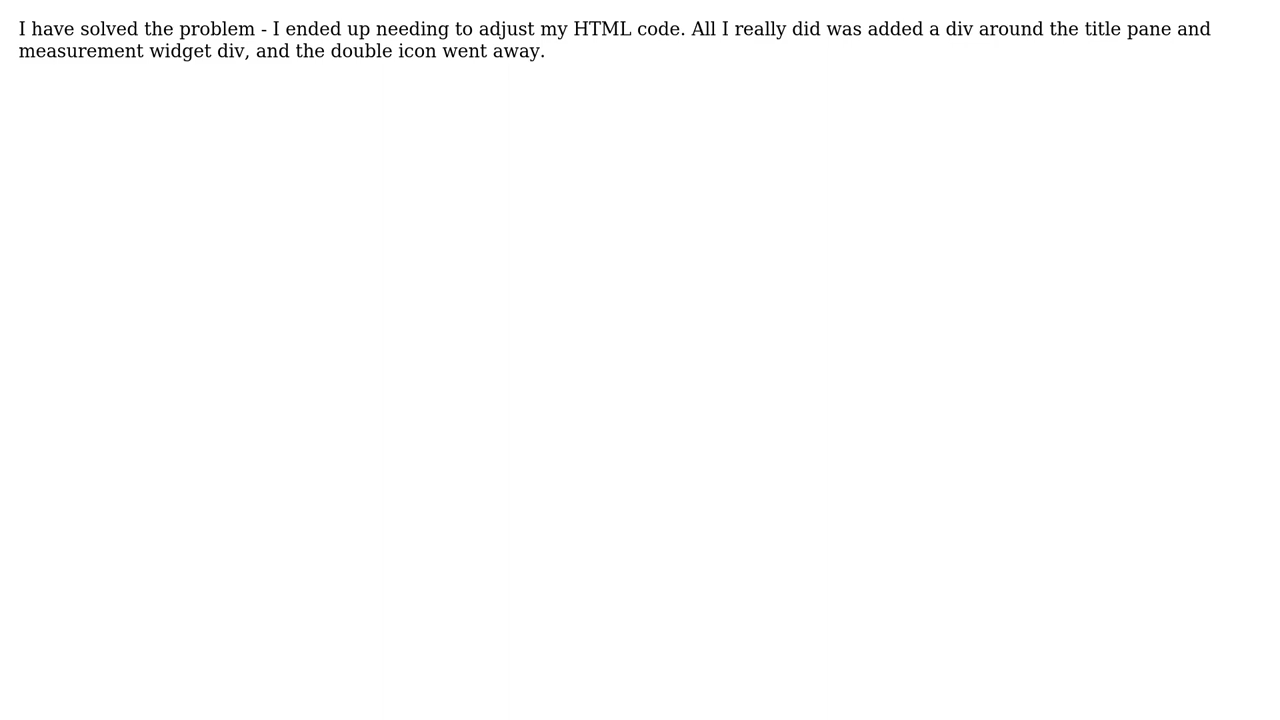 I have solved the problem - I ended up needing to adjust my HTML code. All I really did was added a div around the title pane and
measurement widget div, and the double icon went away.